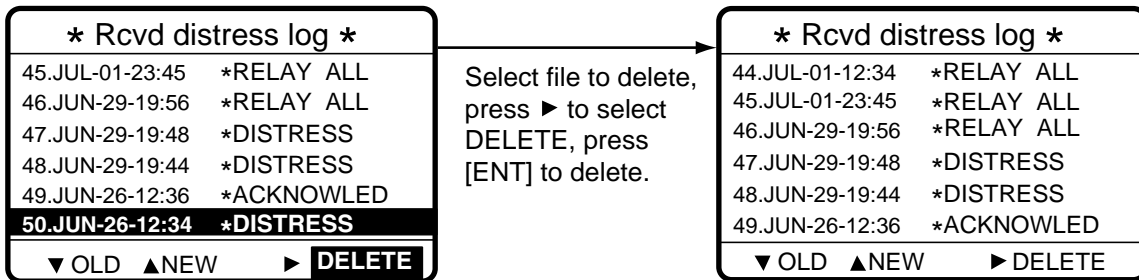 * Rcvd distress log *
45.JUL-01-23:45 *RELAY ALL
46.JUN-29-19:56 *RELAY ALL
47.JUN-29-19:48 *DISTRESS
48.JUN-29-19:44 *DISTRESS
49.JUN-26-12:36 *ACKNOWLED
50.JUN-26-12:34 *DISTRESS
▼ OLD ▲NEW ► DELETE
Select file to delete,
press ► to select
DELETE, press
[ENT] to delete.
* Rcvd distress log *
44.JUL-01-12:34 *RELAY ALL
45.JUL-01-23:45 *RELAY ALL
46.JUN-29-19:56 *RELAY ALL
47.JUN-29-19:48 *DISTRESS
48.JUN-29-19:44 *DISTRESS
49.JUN-26-12:36 *ACKNOWLED
▼ OLD ▲NEW ►DELETE